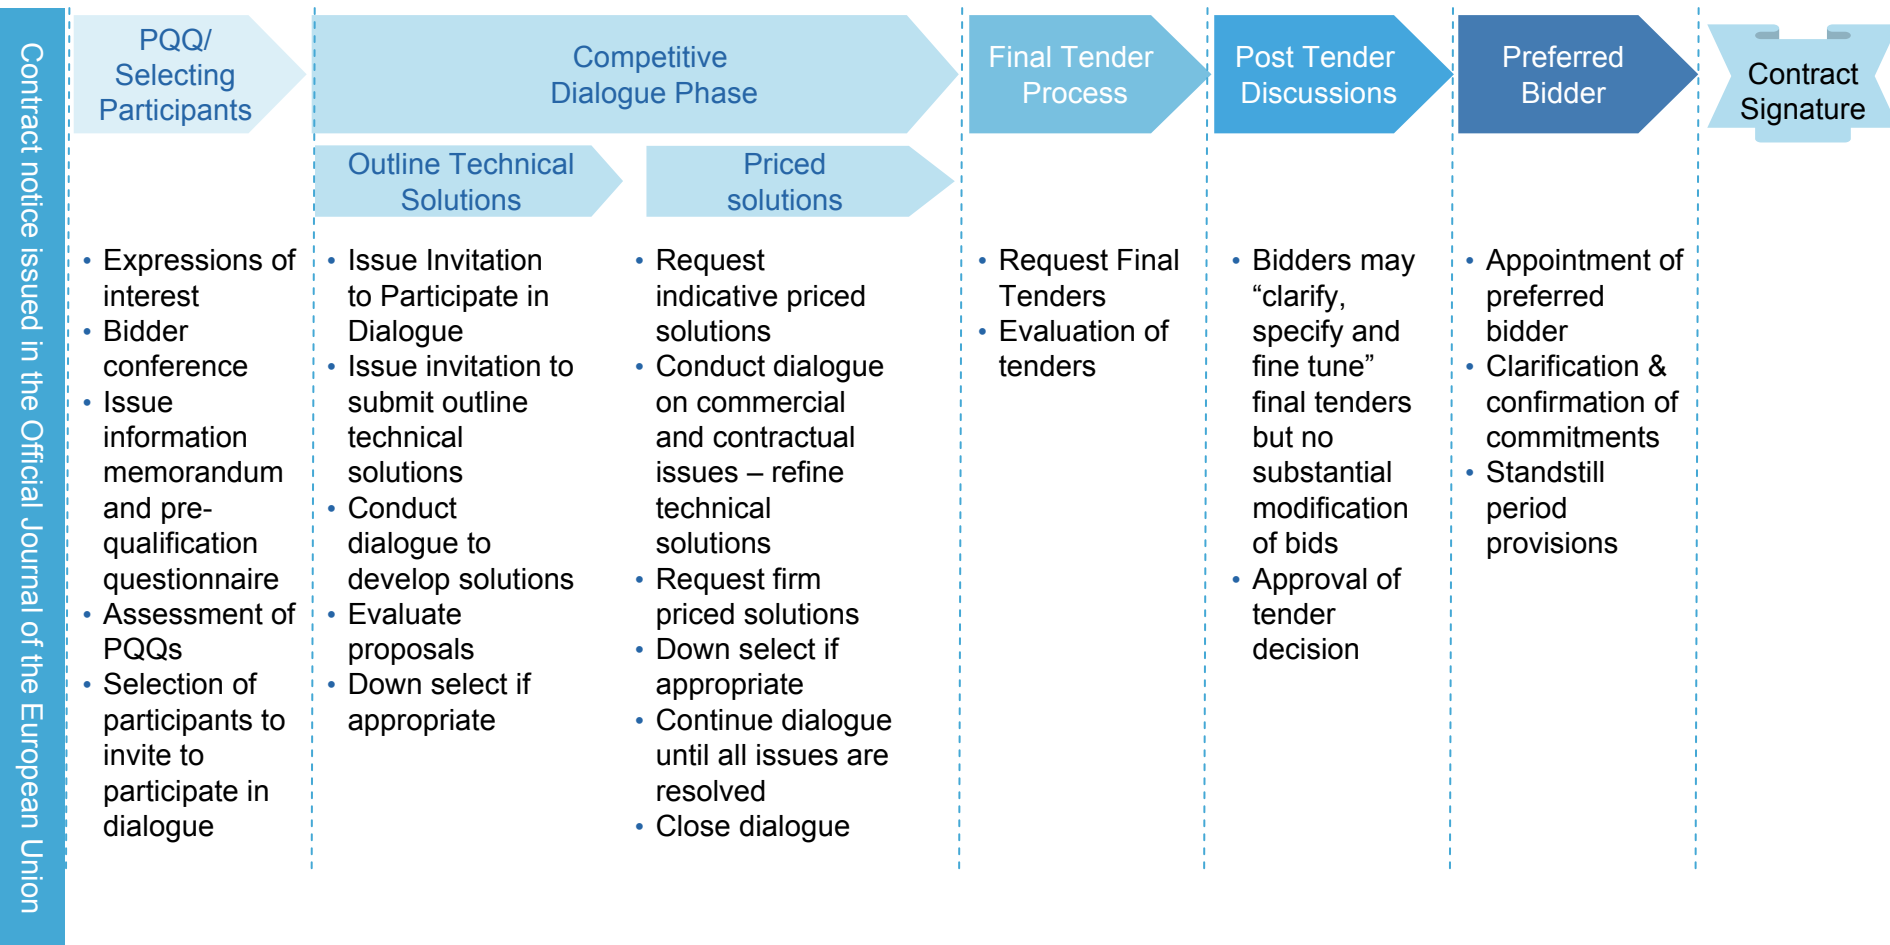 Contract notice issued in the Official Journal of the European Union
PQQ/
Selecting
Participants
Competitive
Dialogue Phase
Final Tender
Process
Post Tender
Discussions
Preferred
Bidder
Contract
Signature
Outline Technical
Solutions
Priced
solutions
• Expressions of
interest
• Bidder
conference
• Issue
information
memorandum
and pre-
qualification
questionnaire
• Assessment of
PQQs
• Selection of
participants to
invite to
participate in
dialogue
• Issue Invitation
to Participate in
Dialogue
• Issue invitation to
submit outline
technical
solutions
• Conduct
dialogue to
develop solutions
• Evaluate
proposals
• Down select if
appropriate
• Request
indicative priced
solutions
• Conduct dialogue
on commercial
and contractual
issues – refine
technical
solutions
• Request firm
priced solutions
• Down select if
appropriate
• Continue dialogue
until all issues are
resolved
• Close dialogue
• Request Final
Tenders
• Evaluation of
tenders
• Bidders may
“clarify,
specify and
fine tune”
final tenders
but no
substantial
modification
of bids
• Approval of
tender
decision
• Appointment of
preferred
bidder
• Clarification &
confirmation of
commitments
• Standstill
period
provisions